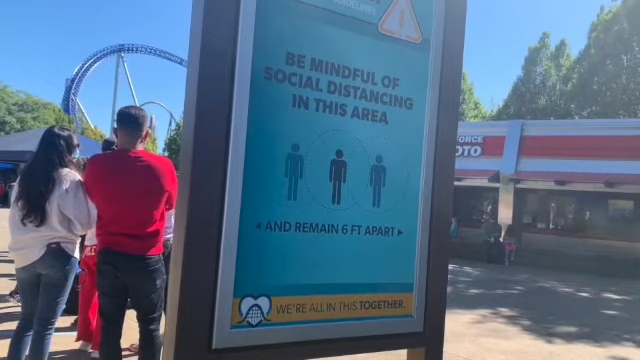 GUIDELINES
BE MINDFUL OF
SOCIAL DISTANCING
IN THIS AREA
AND REMAIN 6 FT APART
WE'RE ALL IN THIS TOGETHER.
FORCE
OTO